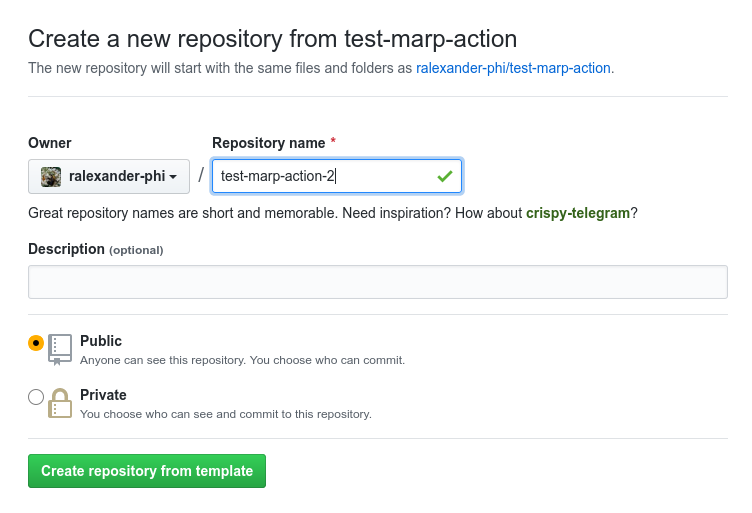 Create a new repository from test-marp-action
The new repository will start with the same files and folders as ralexander-phi/test-marp-action.
Owner
Repository name *
ralexander-phi
/
test-marp-action-2
Great repository names are short and memorable. Need inspiration? How about crispy-telegram?
Description (optional)
Public
Anyone can see this repository. You choose who can commit.
Private
You choose who can see and commit to this repository.
Create repository from template